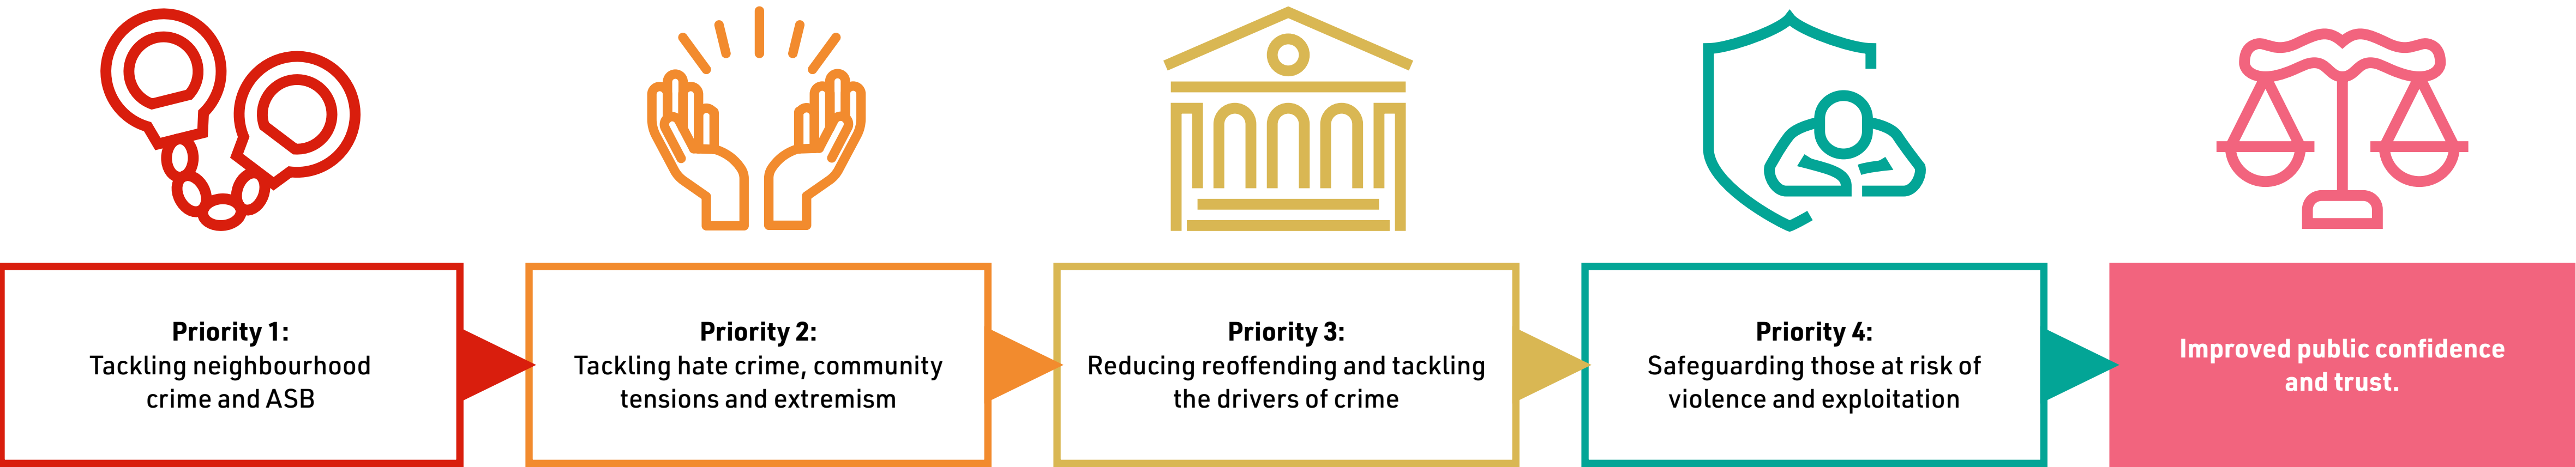 Priority 1:
Tackling neighbourhood
crime and ASB
Priority 2:
Tackling hate crime, community
tensions and extremism
Priority 3:
Reducing reoffending and tackling
the drivers of crime
Priority 4:
Safeguarding those at risk of
violence and exploitation
Improved public confidence
and trust.